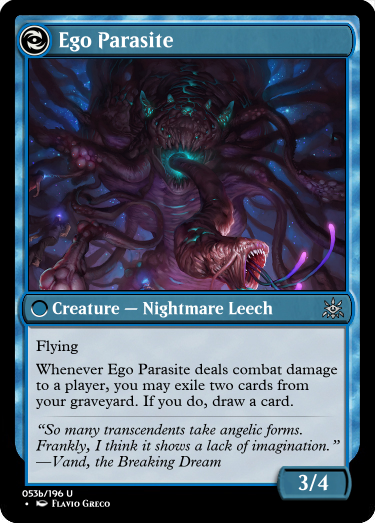 Ego Parasite
Creature — Nightmare Leech
Flying
Whenever Ego Parasite deals combat damage
to a player, you may exile two cards from
your graveyard. If you do, draw a card.
“So many transcendents take angelic forms.
Frankly, I think it shows a lack of imagination.”
—Vand, the Breaking Dream
3/4
053b/196 U
• Flavio Greco